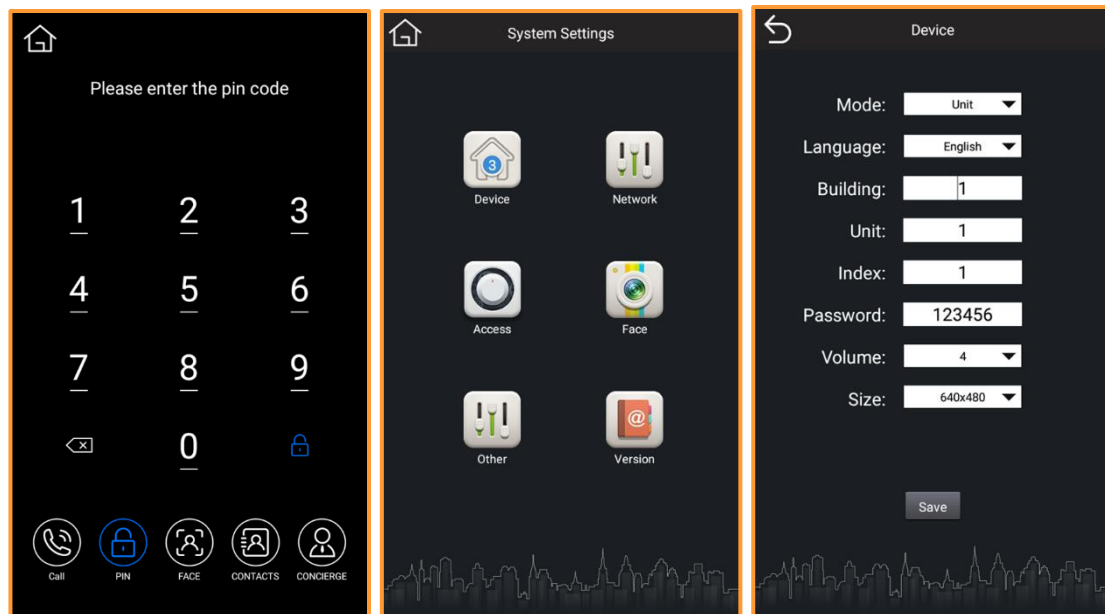 Please enter the pin code
1 2 3
4 5 6
7 8 9
0
Call PIN FACE CONTACTS CONCIERGE
System Settings
3
Device Network
Access Face
@
Other Version
Device
Mode: Unit
Language: English
Building: 1
Unit: 1
Index: 1
Password: 123456
Volume: 4
Size: 640x480
Save